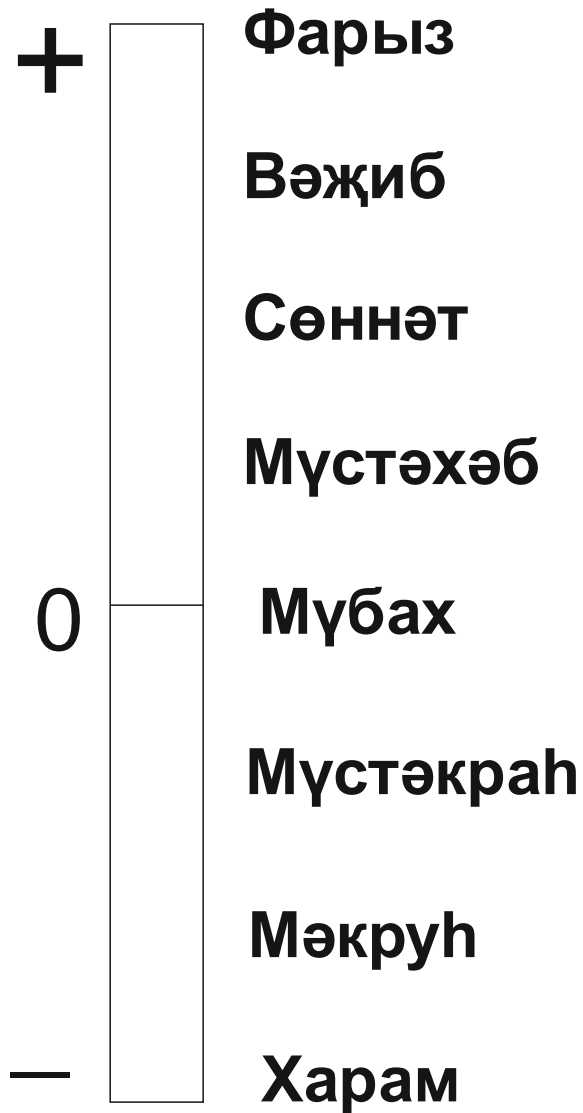 + Фарыз
Вәҗиб
Сөннәт
Мүстәхәб
0 Мүбах
Мүстәкраһ
Мәкруһ
— Харам